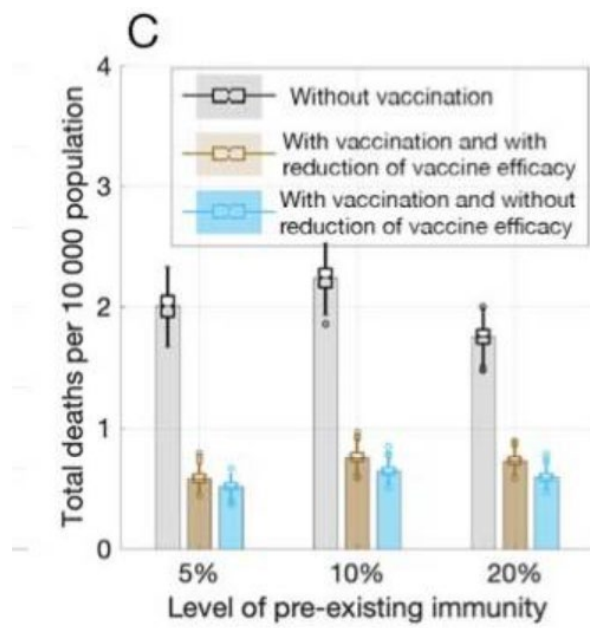 C
Total deaths per 10 000 population
4
3
2
1
0
Without vaccination
With vaccination and with
reduction of vaccine efficacy
With vaccination and without
reduction of vaccine efficacy
5%
10%
20%
Level of pre-existing immunity